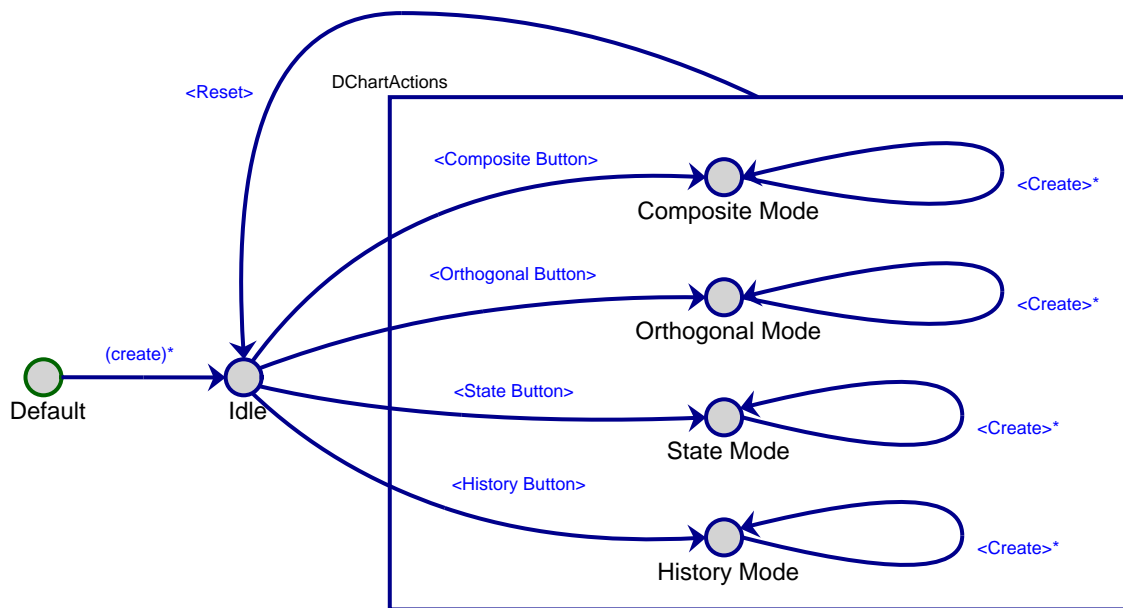 DChartActions
<Reset>
<Composite Button>
<Create>*
Composite Mode
<Orthogonal Button>
<Create>*
Orthogonal Mode
(create)*
Default
Idle
<State Button>
<Create>*
State Mode
<History Button>
<Create>*
History Mode